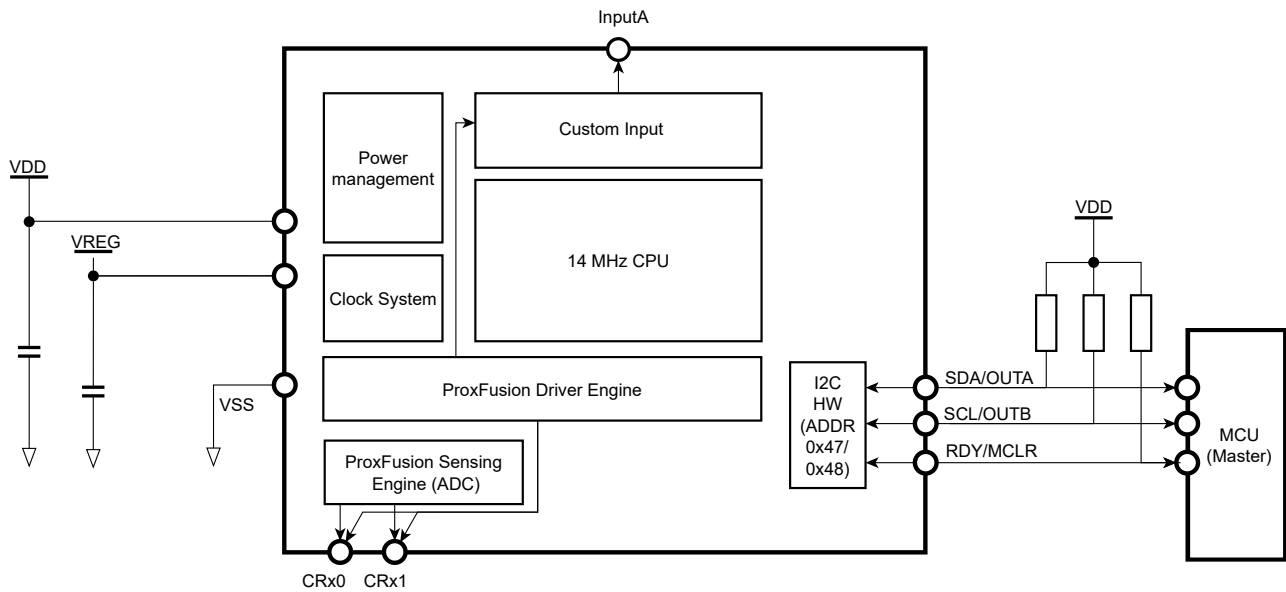 InputA
Custom Input
Power
management
VDD
VREG
14 MHz CPU
Clock System
VDD
ProxFusion Driver Engine
VSS
I2C
HW
(ADDR
0x47/
0x48)
SDA/OUTA
SCL/OUTB
RDY/MCLR
MCU
(Master)
ProxFusion Sensing
Engine (ADC)
CRx0
CRx1